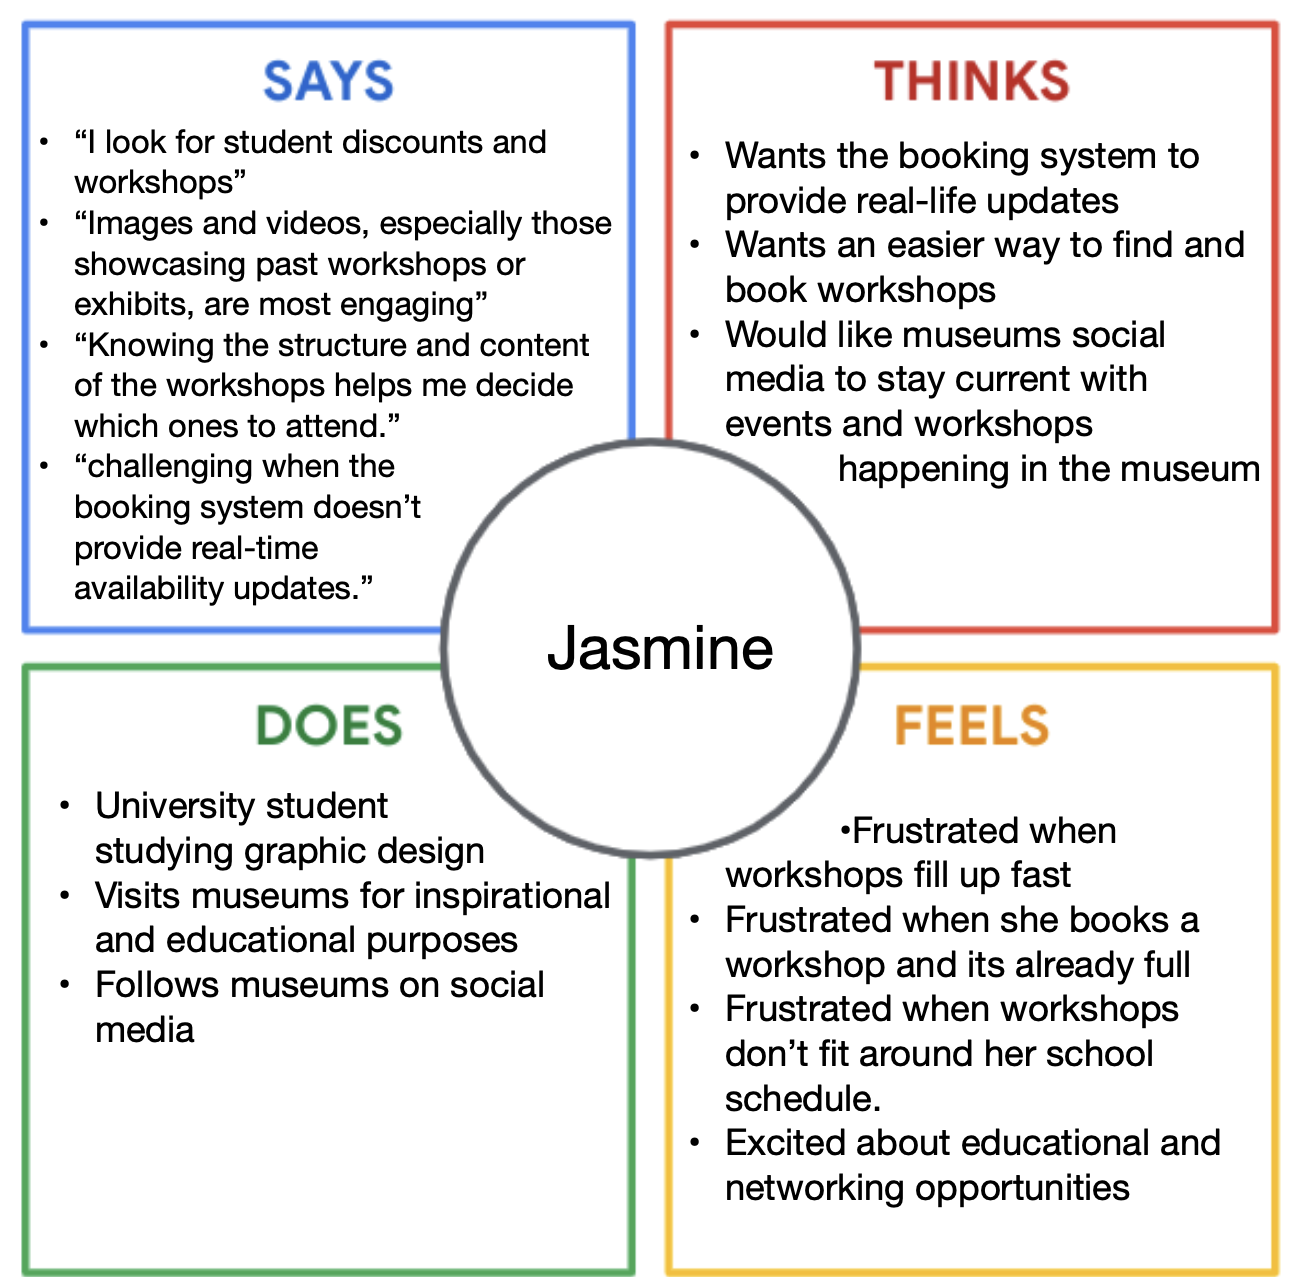 SAYS
• “I look for student discounts and
workshops”
• “Images and videos, especially those
showcasing past workshops or
exhibits, are most engaging”
• “Knowing the structure and content
of the workshops helps me decide
which ones to attend.”
• “challenging when the
booking system doesn’t
provide real-time
availability updates.”
THINKS
• Wants the booking system to
provide real-life updates
• Wants an easier way to find and
book workshops
• Would like museums social
media to stay current with
events and workshops
happening in the museum
Jasmine
DOES
• University student
studying graphic design
• Visits museums for inspirational
and educational purposes
• Follows museums on social
media
FEELS
•Frustrated when
workshops fill up fast
• Frustrated when she books a
workshop and its already full
• Frustrated when workshops
don’t fit around her school
schedule.
• Excited about educational and
networking opportunities